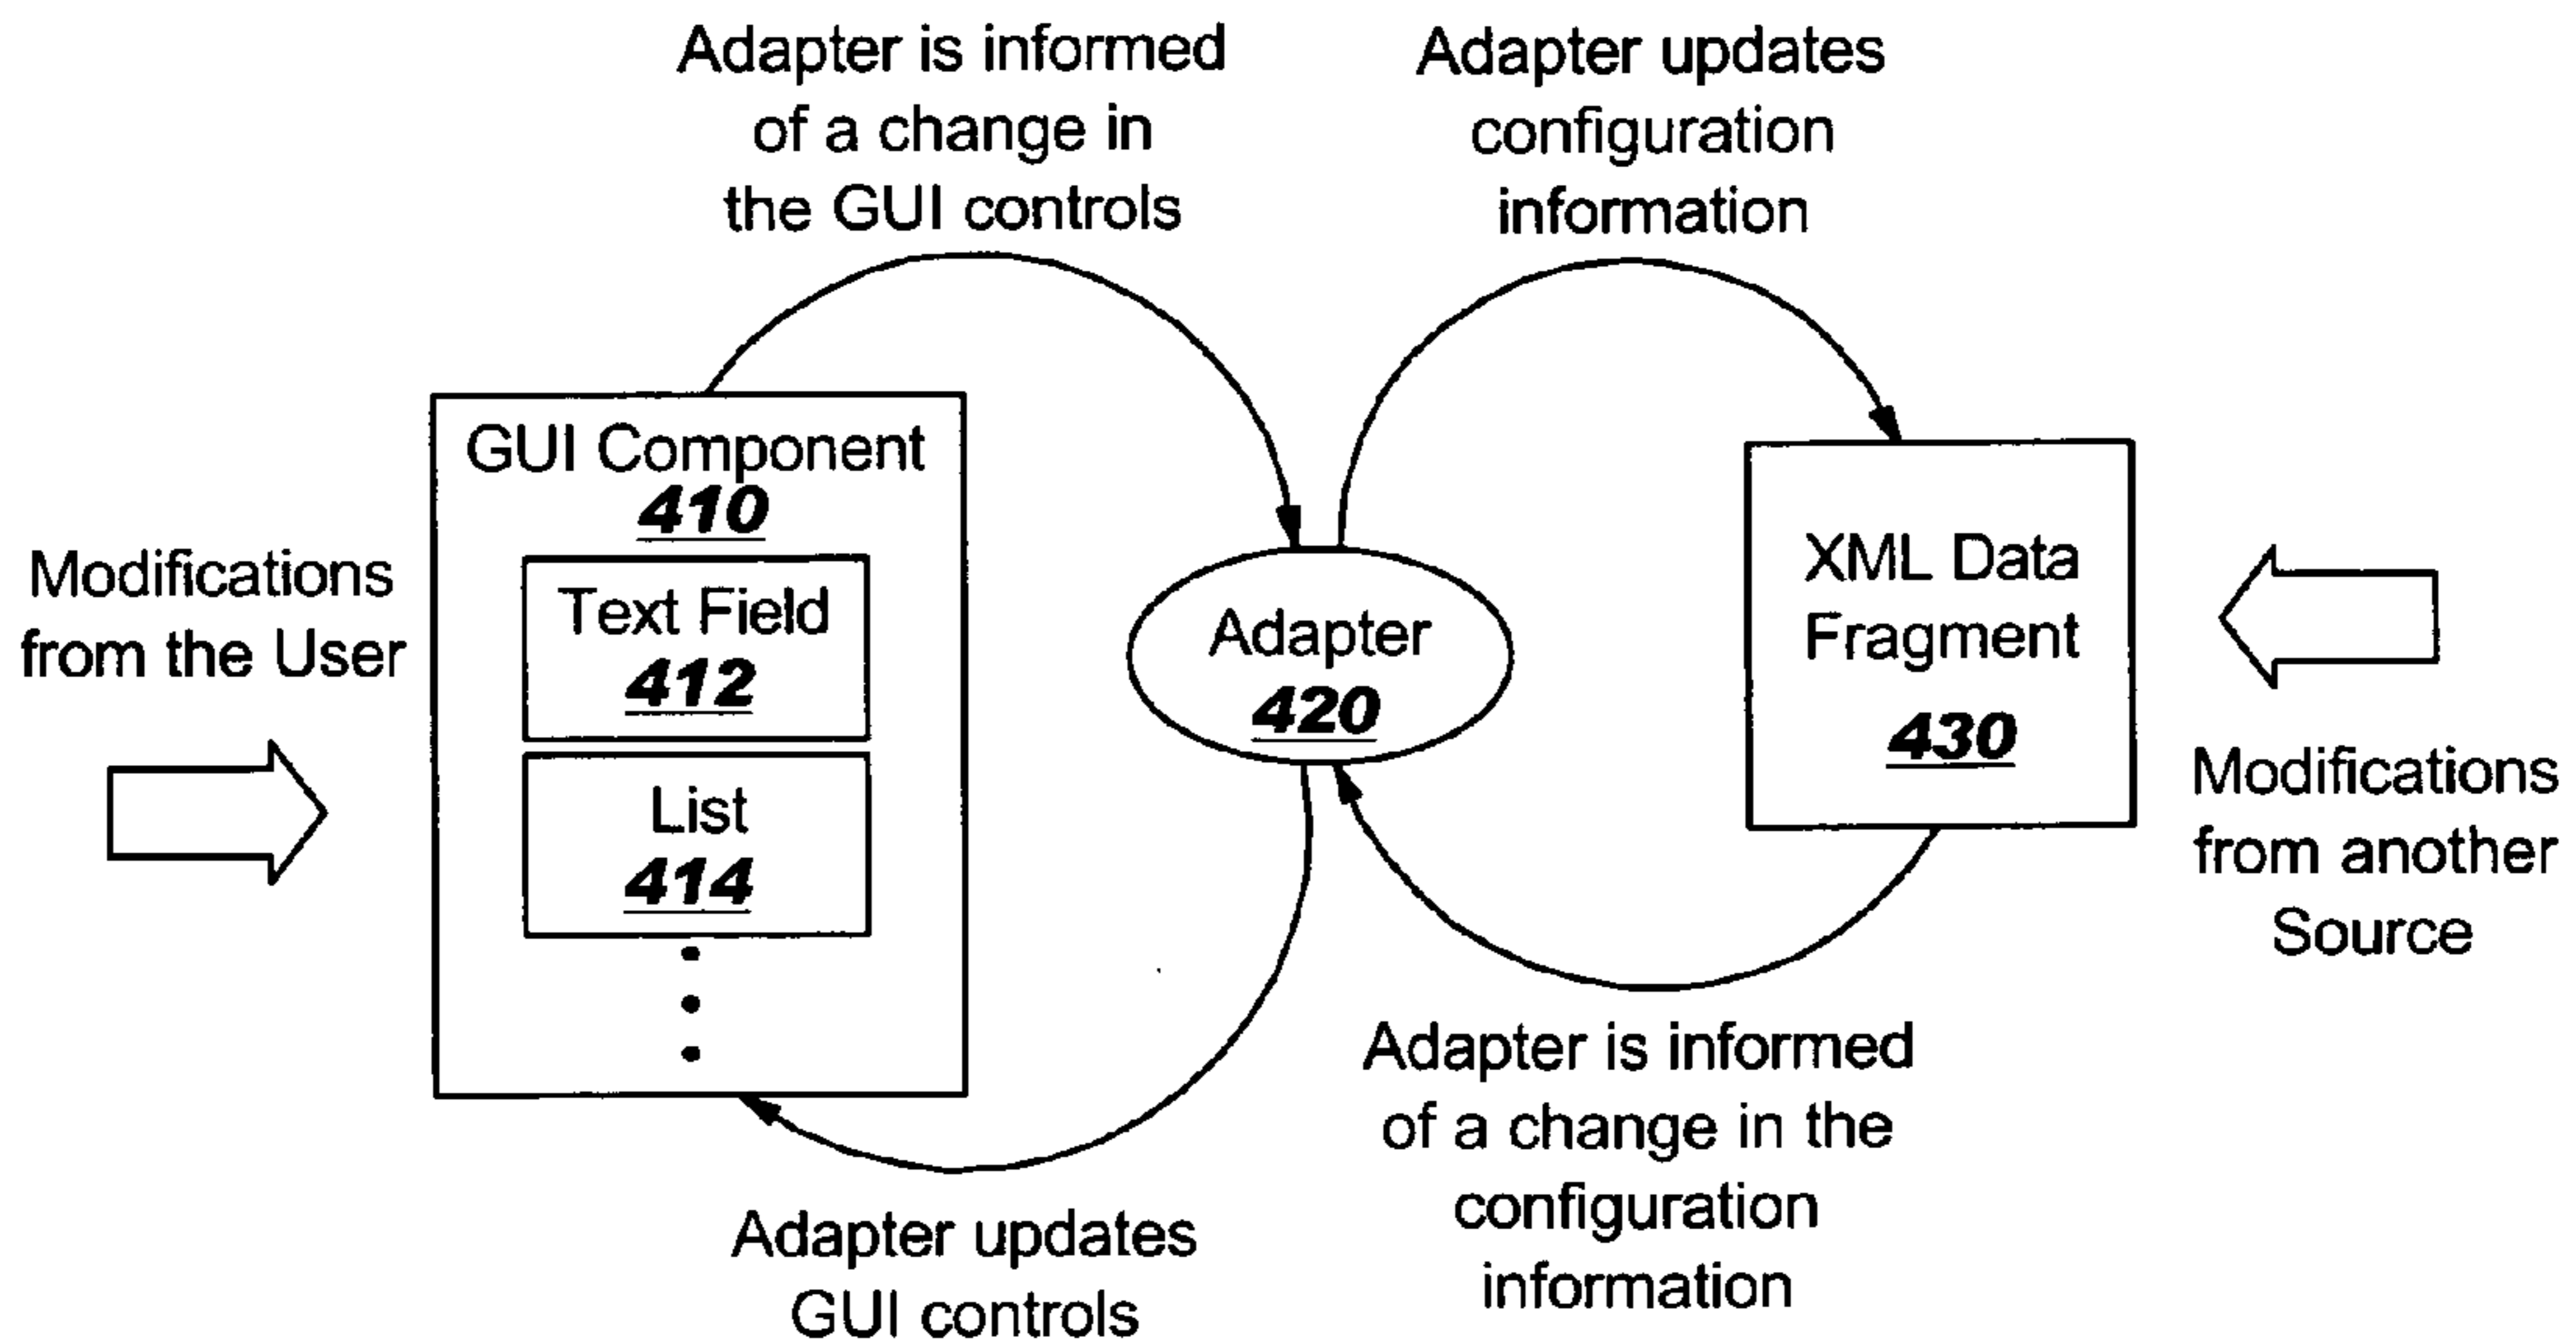 Adapter is informed
of a change in
the GUI controls
Adapter updates
configuration
information
GUI Component
410
Text Field
412
List
414
Modifications
from the User
Adapter
420
XML Data
Fragment
430
Modifications
from another
Source
Adapter updates
GUI controls
Adapter is informed
of a change in the
configuration
information